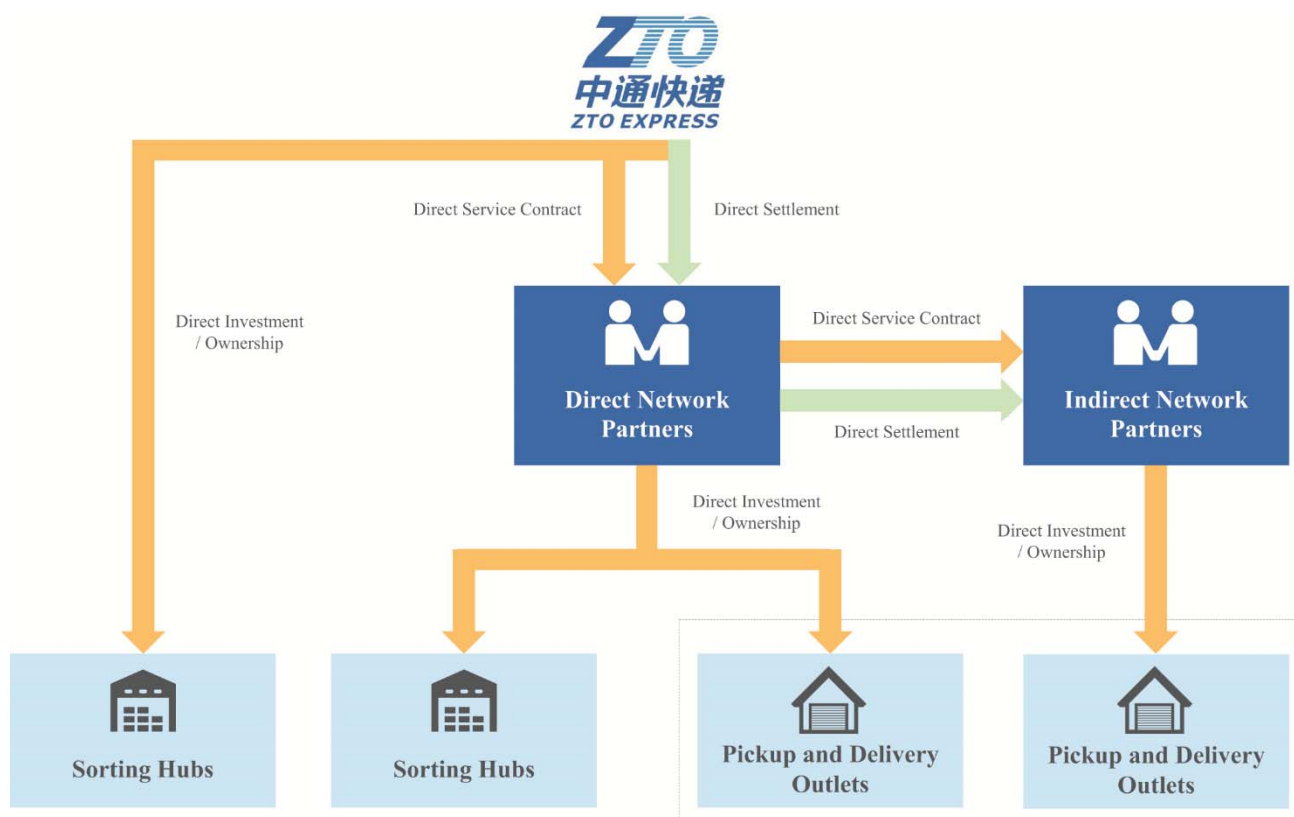 ZTO
中通快递
ZTO EXPRESS
Direct Service Contract
Direct Settlement
Direct Investment
/ Ownership
Direct Service Contract
Direct Network
Partners
Indirect Network
Partners
Direct Settlement
Direct Investment
/ Ownership
Direct Investment
/ Ownership
Sorting Hubs
Sorting Hubs
Pickup and Delivery
Outlets
Pickup and Delivery
Outlets